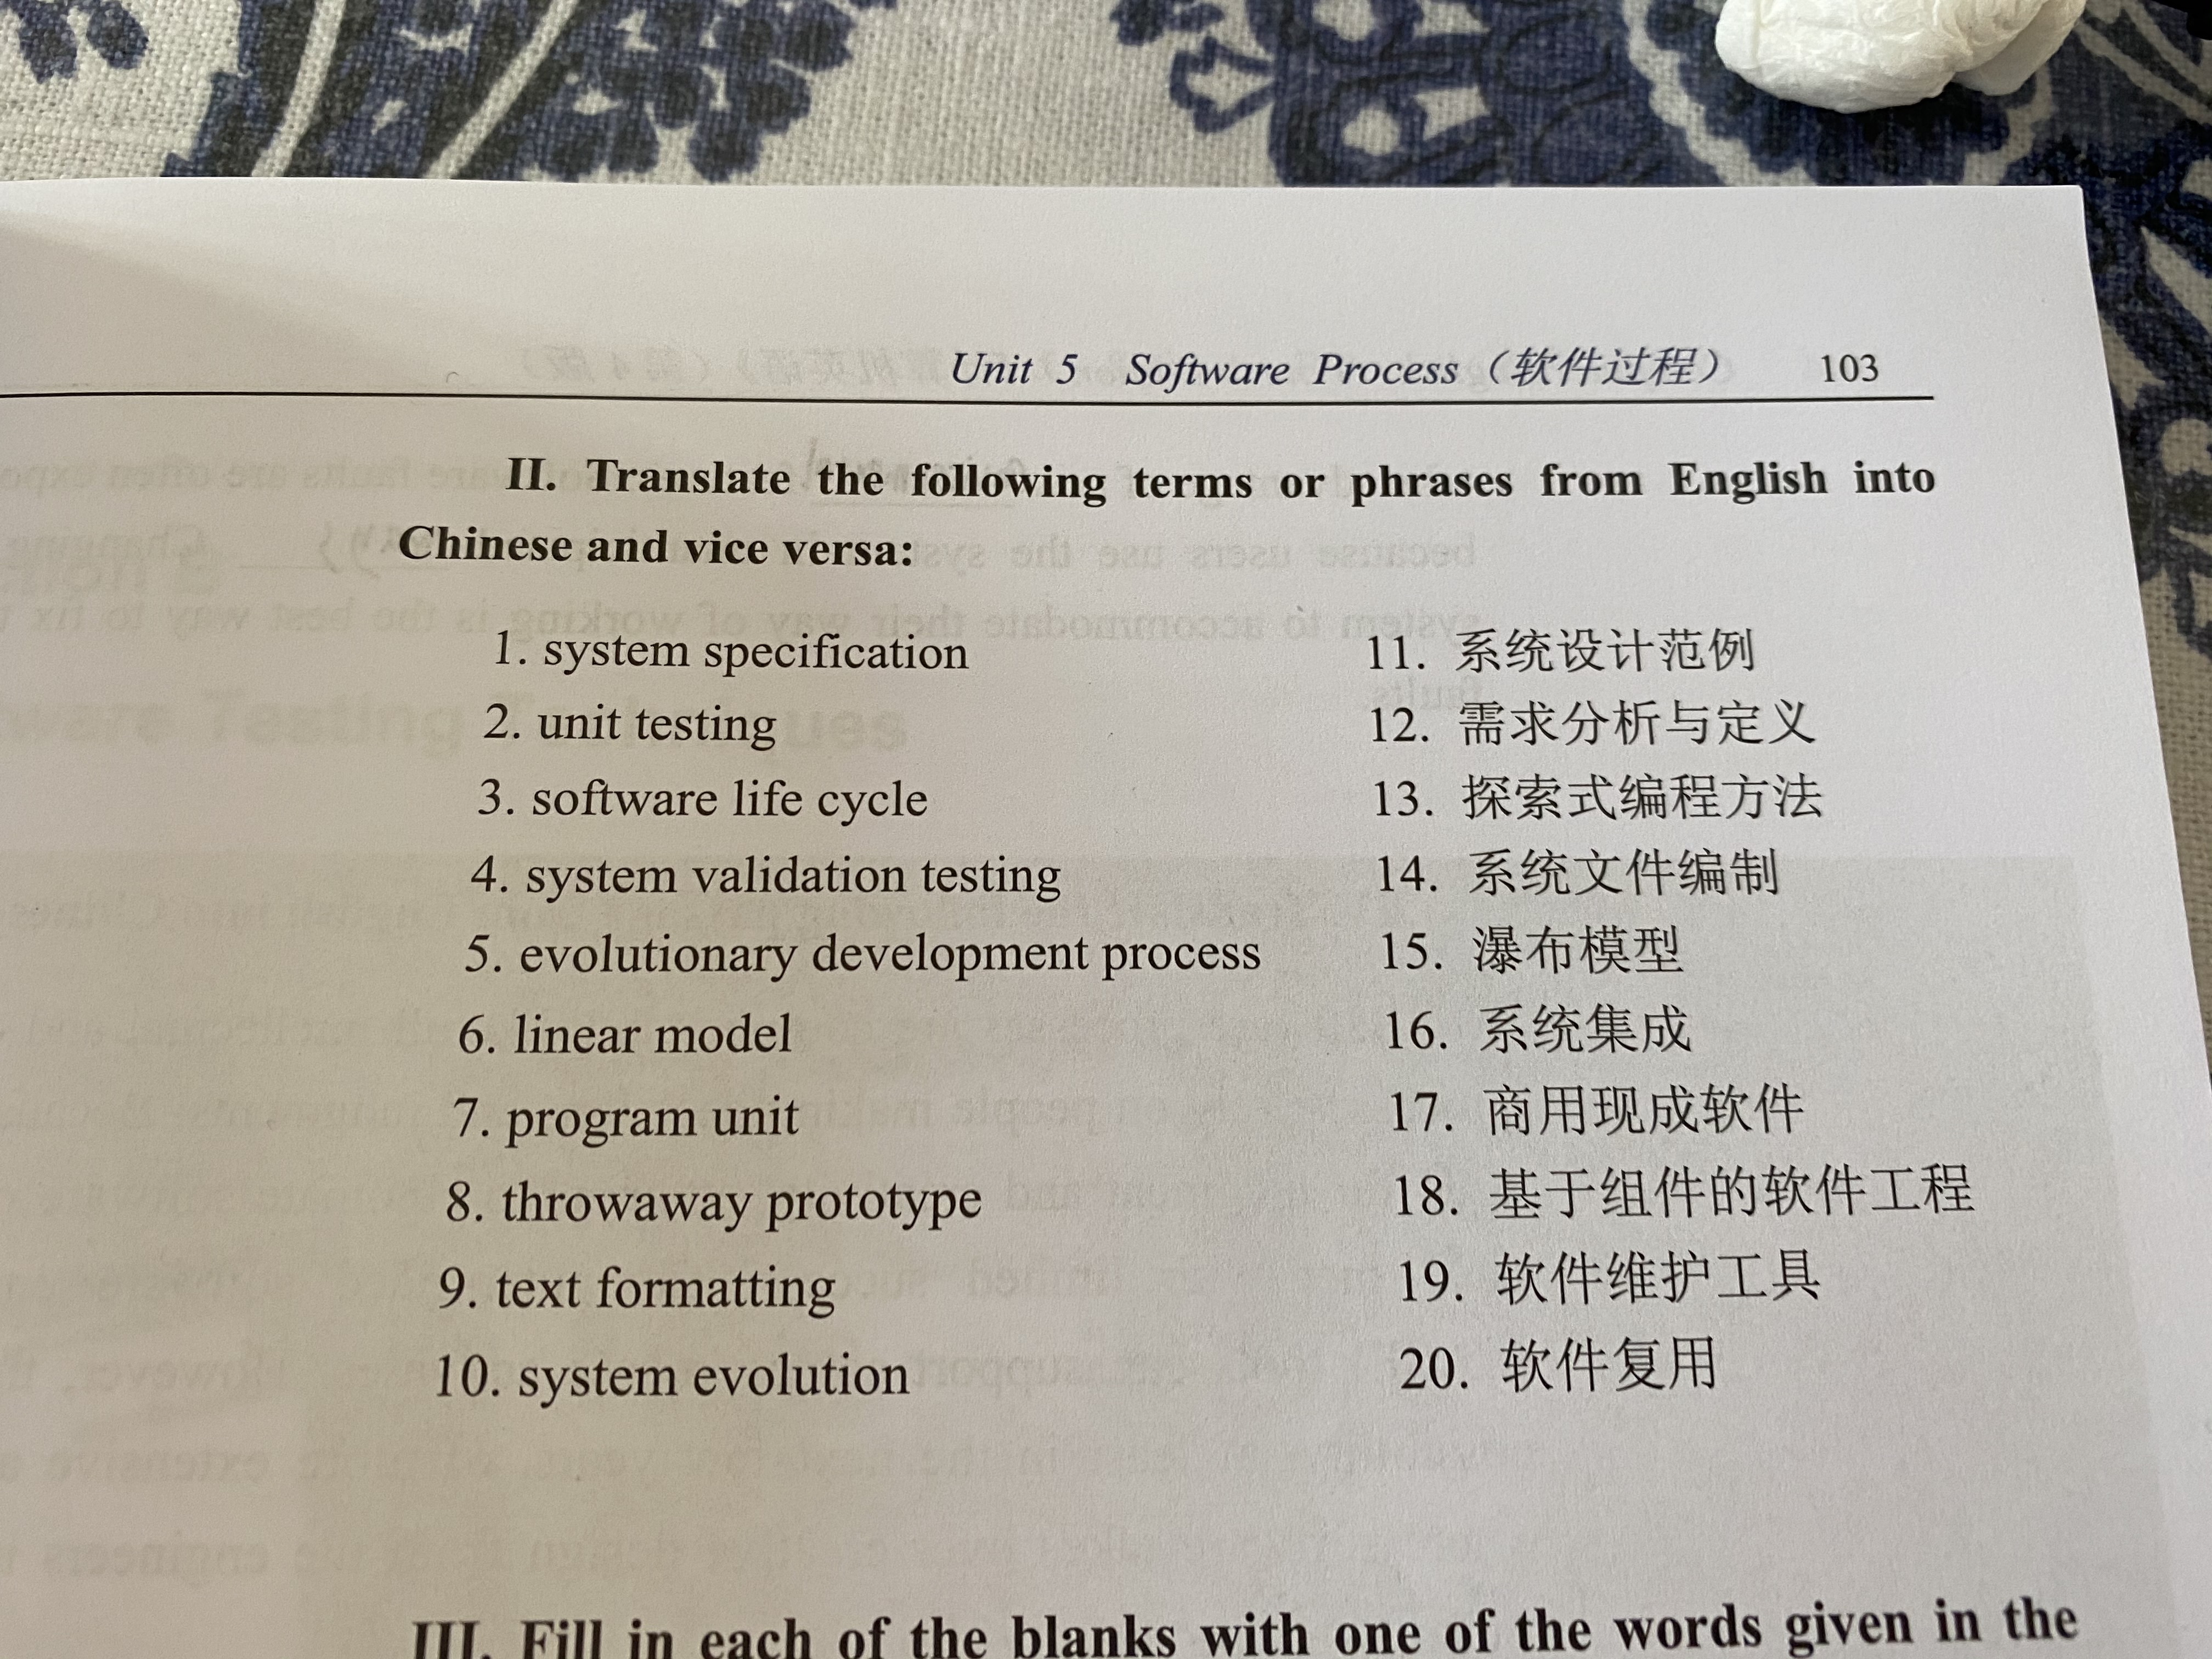 Unit 5 Software Process（软件过程） 103
II. Translate the following terms or phrases from English into
Chinese and vice versa:
1. system specification
2. unit testing
3. software life cycle
4. system validation testing
5. evolutionary development process
6. linear model
7. program unit
8. throwaway prototype
9. text formatting
10. system evolution
11. 系统设计范例
12. 需求分析与定义
13. 探索式编程方法
14. 系统文件编制
15. 瀑布模型
16. 系统集成
17. 商用现成软件
18. 基于组件的软件工程
19. 软件维护工具
20. 软件复用
III. Fill in each of the blanks with one of the words given in the